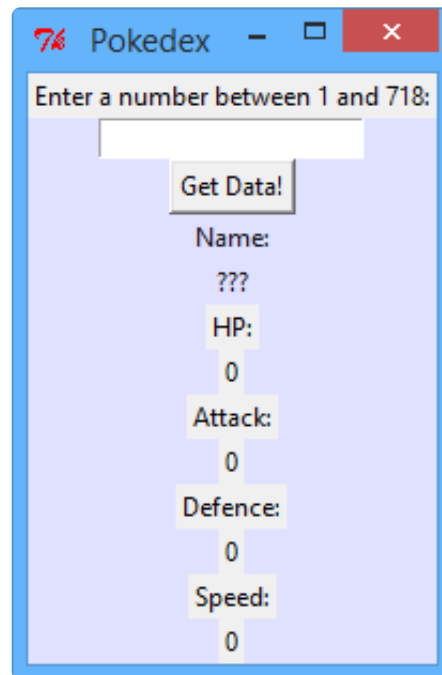 Pokedex
Enter a number between 1 and 718:
Get Data!
Name:
???
HP:
0
Attack:
0
Defence:
0
Speed:
0